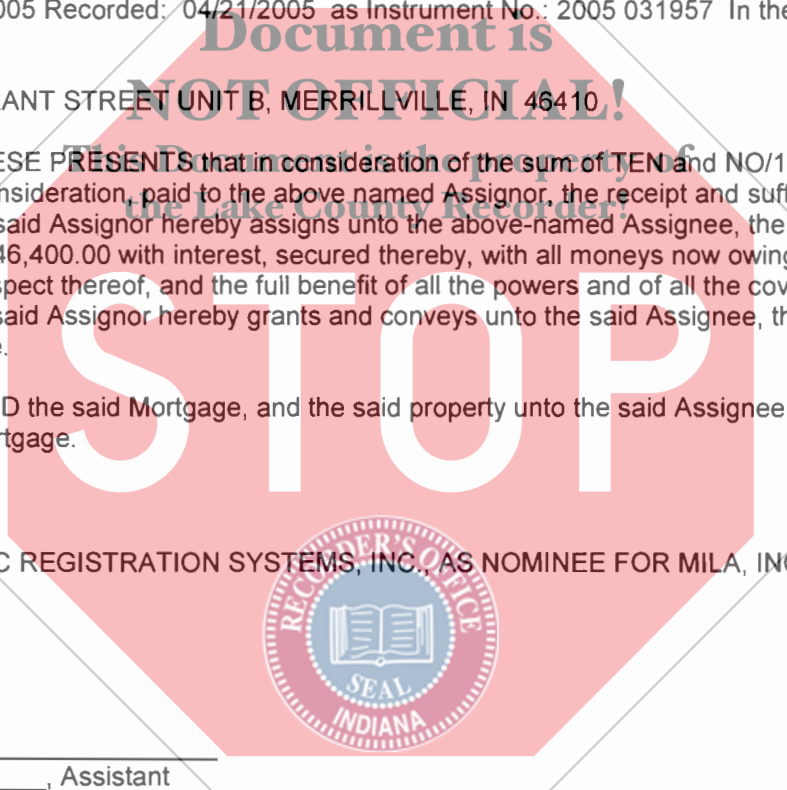 005 Recorded: 04/21/2005 as Instrument No.: 2005 031957 In the
Document is
NOT OFFICIAL!
ANT STREET UNIT B, MERRILLVILLE, IN 46410
This Document is the property of
the Lake County Recorder!
ESE PRESENTS that in consideration of the sum of TEN and NO/1
nsideration, paid to the above named Assignor, the receipt and suff
said Assignor hereby assigns unto the above-named Assignee, the
46,400.00 with interest, secured thereby, with all moneys now owing
spect thereof, and the full benefit of all the powers and of all the cov
said Assignor hereby grants and conveys unto the said Assignee, th
e.
STOP
D the said Mortgage, and the said property unto the said Assignee
rtgage.
C REGISTRATION SYSTEMS, INC., AS NOMINEE FOR MILA, INC
RECORDER'S OFFICE
SEAL
INDIANA
, Assistant